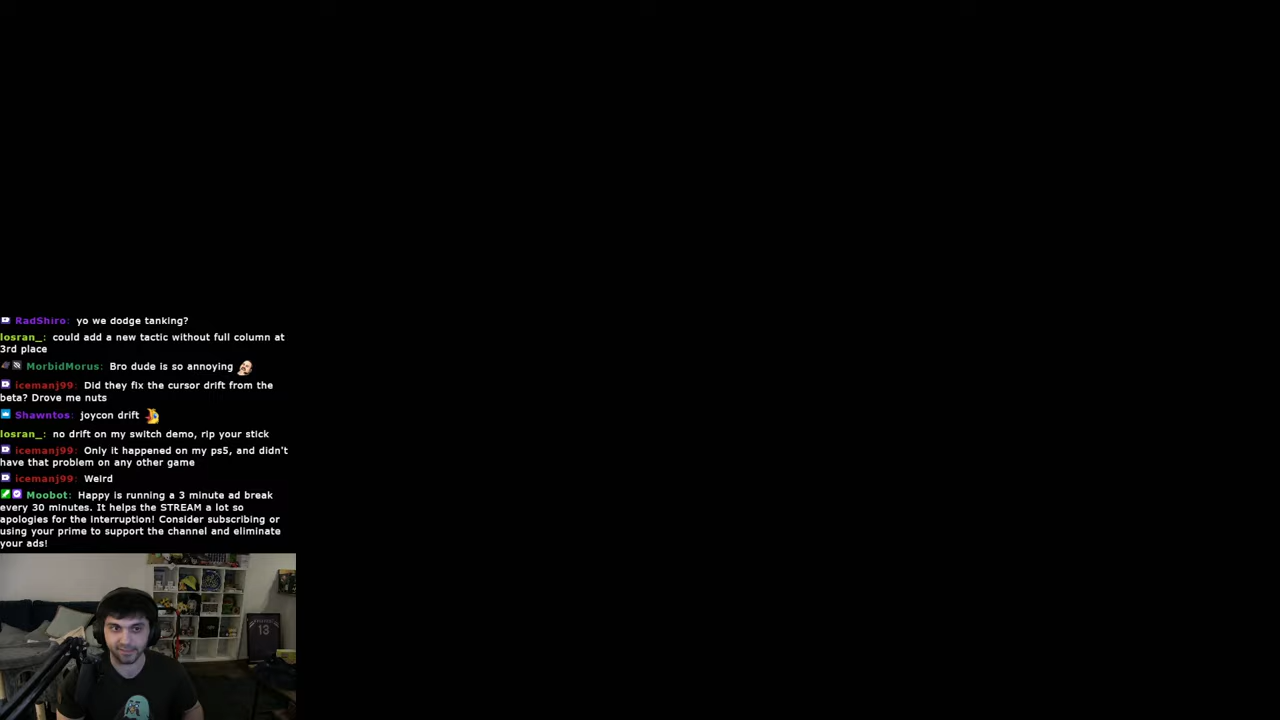 RadShiro: yo we dodge tanking?
losran_: could add a new tactic without full column at
3rd place
MorbidMorus: Bro dude is so annoying
icemanj99: Did they fix the cursor drift from the
beta? Drove me nuts
Shawntos: joycon drift
losran_: no drift on my switch demo, rip your stick
icemanj99: Only it happened on my ps5, and didn't
have that problem on any other game
icemanj99: Weird
Moobot: Happy is running a 3 minute ad break
every 30 minutes. It helps the STREAM a lot so
apologies for the interruption! Consider subscribing or
using your prime to support the channel and eliminate
your ads!
13